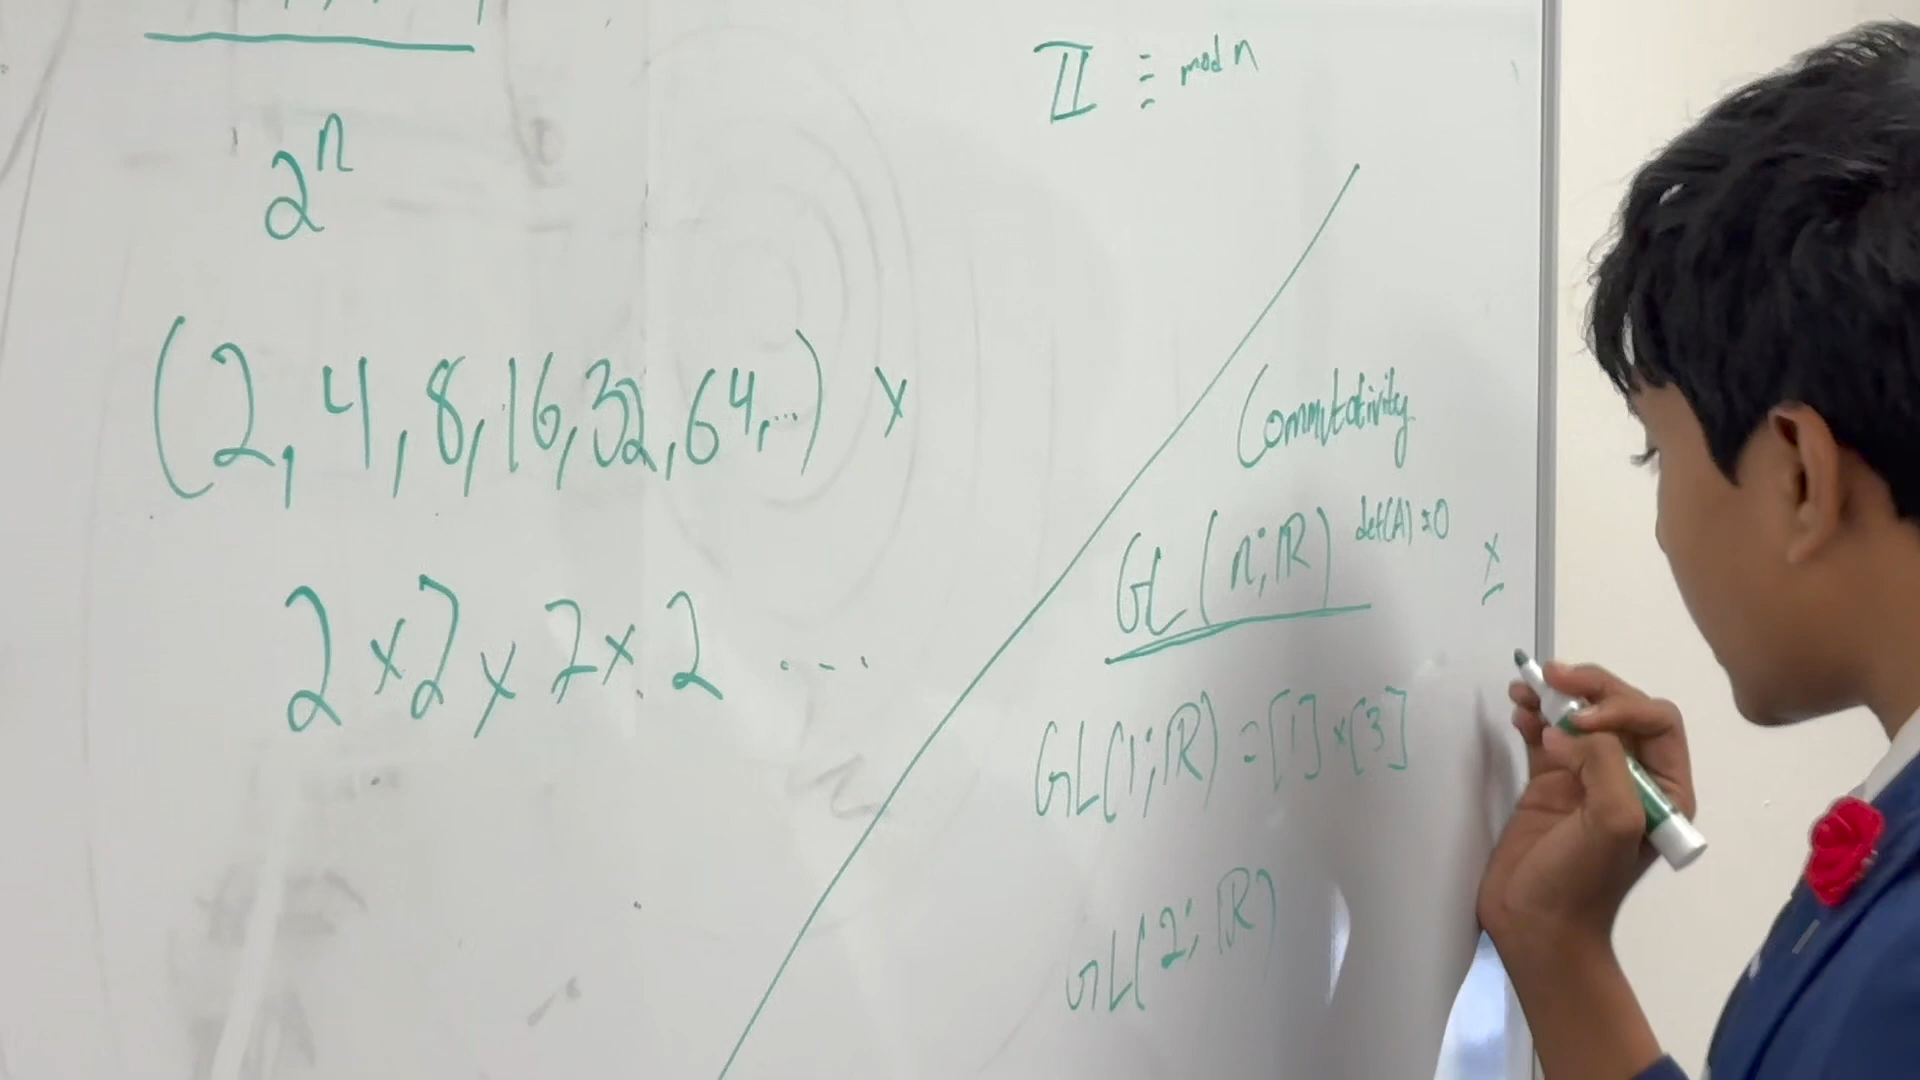 2ⁿ
(2, 4, 8, 16, 32, 64, ...) ×
2 × 2 × 2 × 2 ...
II ≡ mod n
Commutativity
GL(n; ℝ) det(A) ≠ 0 ×
GL(1; ℝ) = [1] × [3]
GL(2; ℝ)